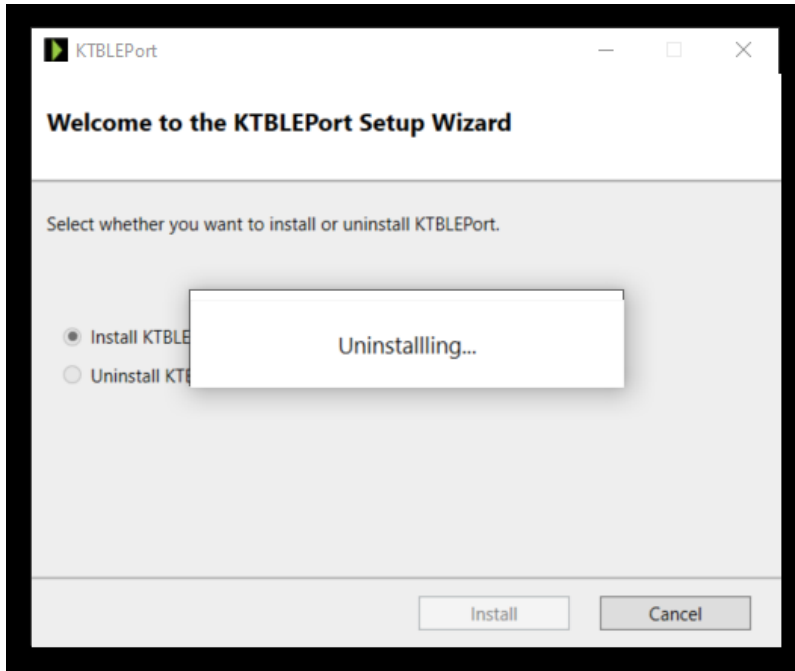 KTBLEPort
Welcome to the KTBLEPort Setup Wizard
Select whether you want to install or uninstall KTBLEPort.
Install KTBLE
Uninstallling...
Uninstall KTB
Install Cancel